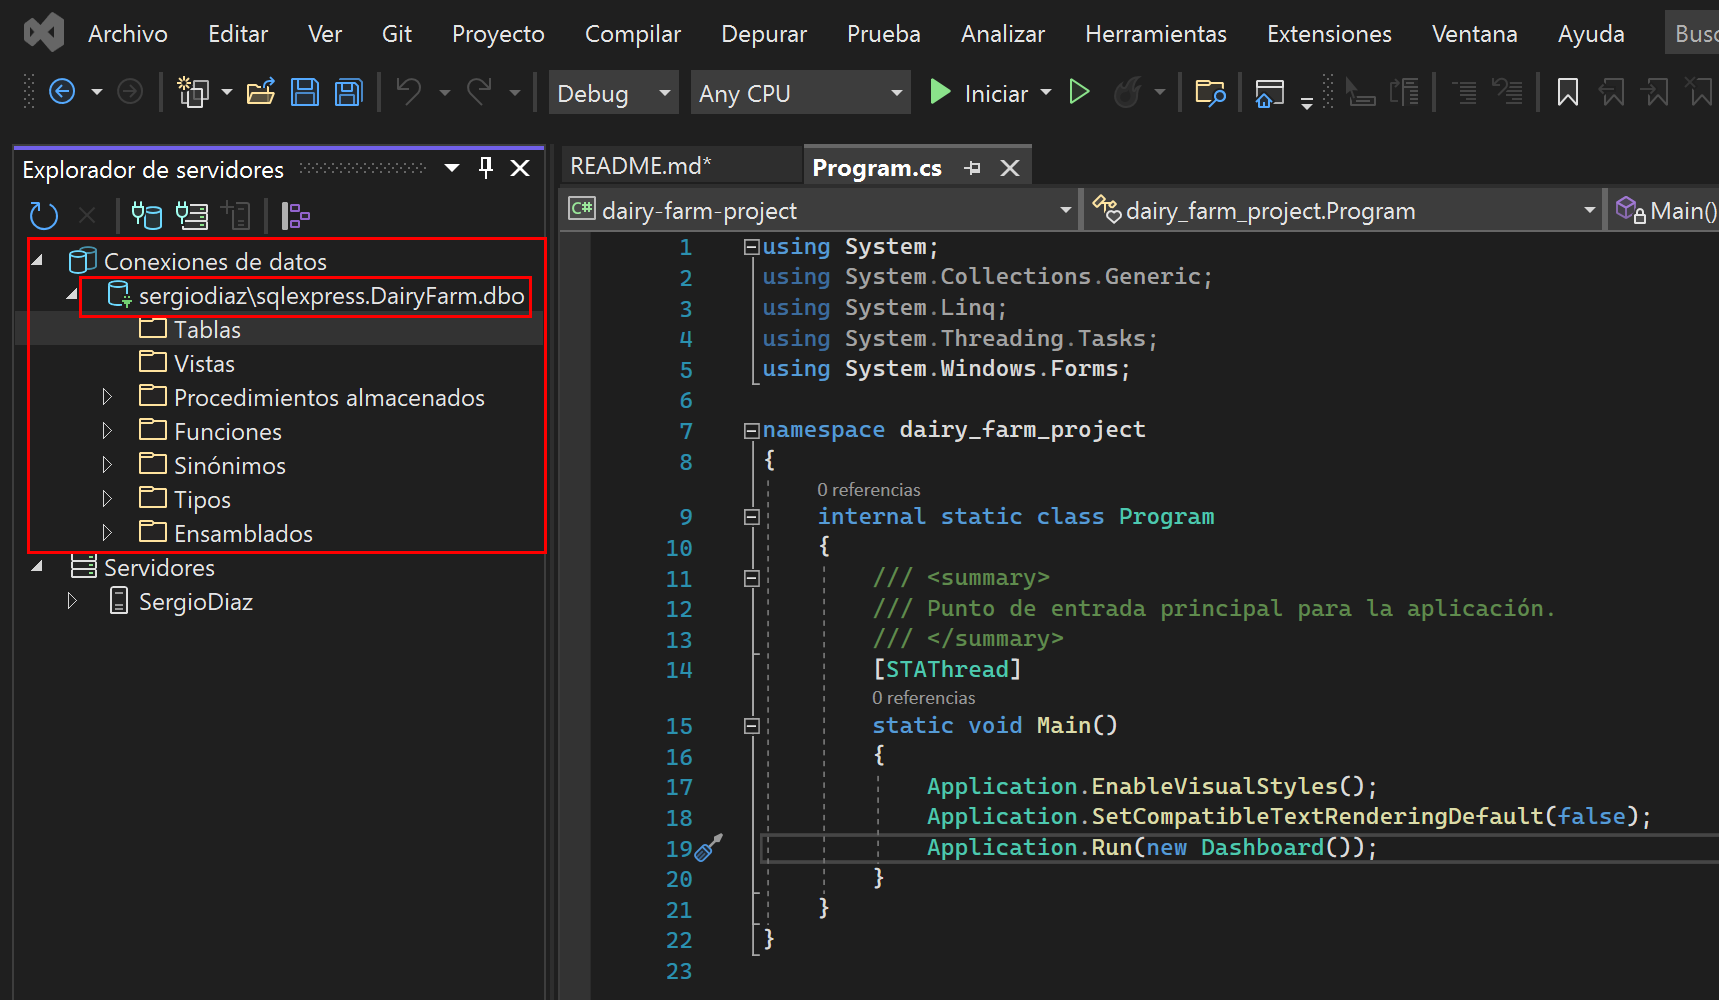 Archivo Editar Ver Git Proyecto Compilar Depurar Prueba Analizar Herramientas Extensiones Ventana Ayuda
Debug Any CPU Iniciar
Explorador de servidores
Conexiones de datos
sergiodiaz\sqlexpress.DairyFarm.dbo
Tablas
Vistas
Procedimientos almacenados
Funciones
Sinónimos
Tipos
Ensamblados
Servidores
SergioDiaz
README.md* Program.cs
C# dairy-farm-project dairy_farm_project.Program Main()
1 using System;
2 using System.Collections.Generic;
3 using System.Linq;
4 using System.Threading.Tasks;
5 using System.Windows.Forms;
6
7 namespace dairy_farm_project
8 {
0 referencias
9 internal static class Program
10 {
11 /// <summary>
12 /// Punto de entrada principal para la aplicación.
13 /// </summary>
14 [STAThread]
0 referencias
15 static void Main()
16 {
17 Application.EnableVisualStyles();
18 Application.SetCompatibleTextRenderingDefault(false);
19 Application.Run(new Dashboard());
20 }
21 }
22 }
23